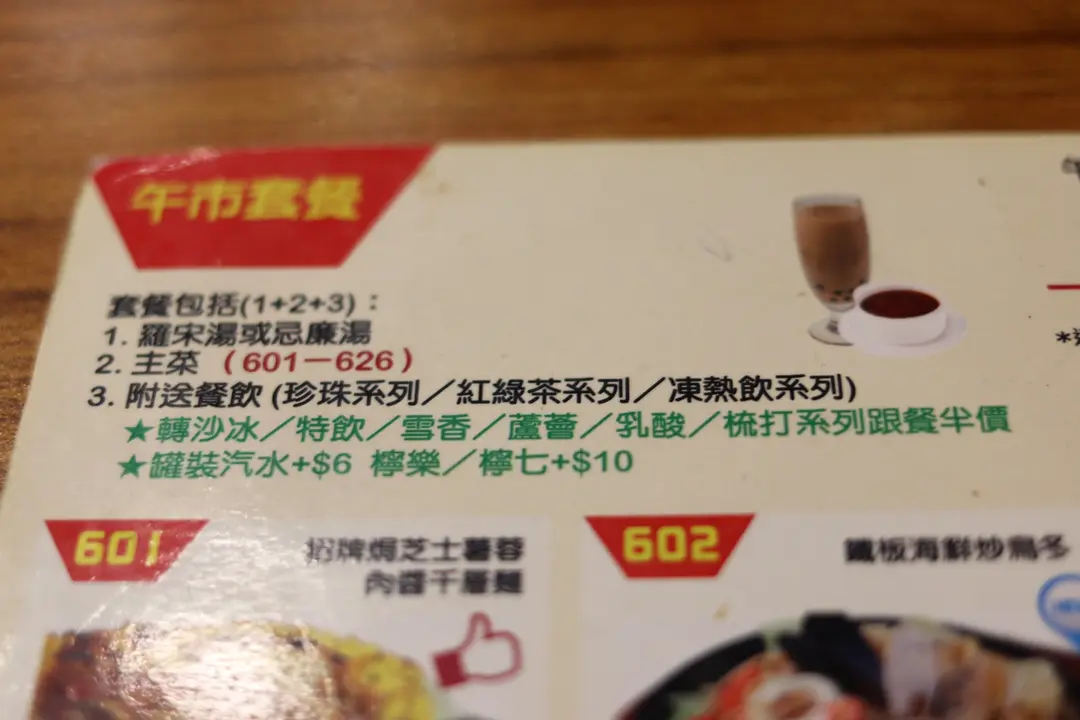 午市套餐
套餐包括(1+2+3)：
1. 羅宋湯或忌廉湯
2. 主菜（601－626）
3. 附送餐飲 (珍珠系列／紅綠茶系列／凍熱飲系列)
★轉沙冰／特飲／雪香／蘆薈／乳酸／梳打系列跟餐半價
★罐裝汽水+$6 檸樂／檸七+$10
601
招牌焗芝士薯蓉
肉醬千層麵
602
鐵板海鮮炒烏冬